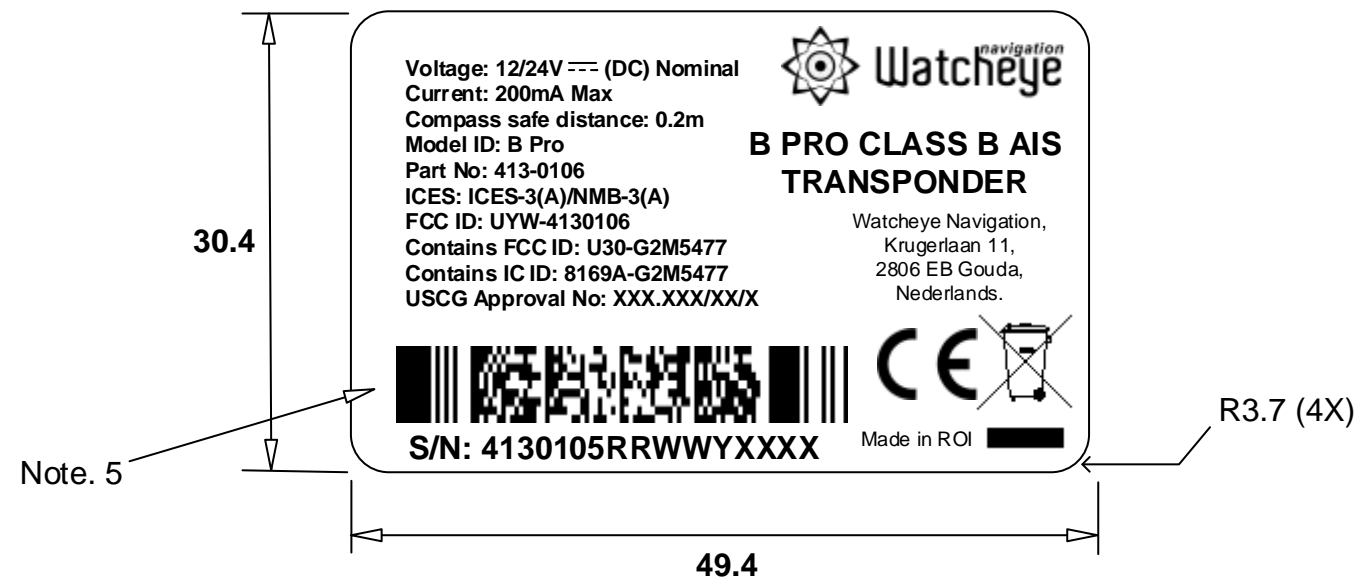 Voltage: 12/24V (DC) Nominal
Current: 200mA Max
Compass safe distance: 0.2m
Model ID: B Pro
Part No: 413-0106
ICES: ICES-3(A)/NMB-3(A)
FCC ID: UYW-4130106
Contains FCC ID: U30-G2M5477
Contains IC ID: 8169A-G2M5477
USCG Approval No: XXX.XXX/XX/X
navigation
Watcheye
B PRO CLASS B AIS
TRANSPONDER
Watcheye Navigation,
Krugerlaan 11,
2806 EB Gouda,
Nederlands.
CE
S/N: 4130105RRWWYXXXX
Made in ROI
30.4
49.4
R3.7 (4X)
Note. 5